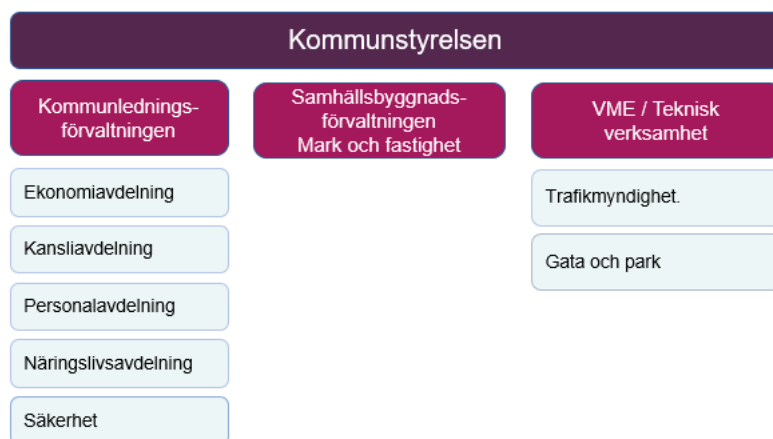 Kommunstyrelsen
Kommunlednings-
förvaltningen
Samhällsbyggnads-
förvaltningen
Mark och fastighet
VME / Teknisk
verksamhet
Ekonomiavdelning
Kansliavdelning
Personalavdelning
Näringslivsavdelning
Säkerhet
Trafikmyndighet.
Gata och park